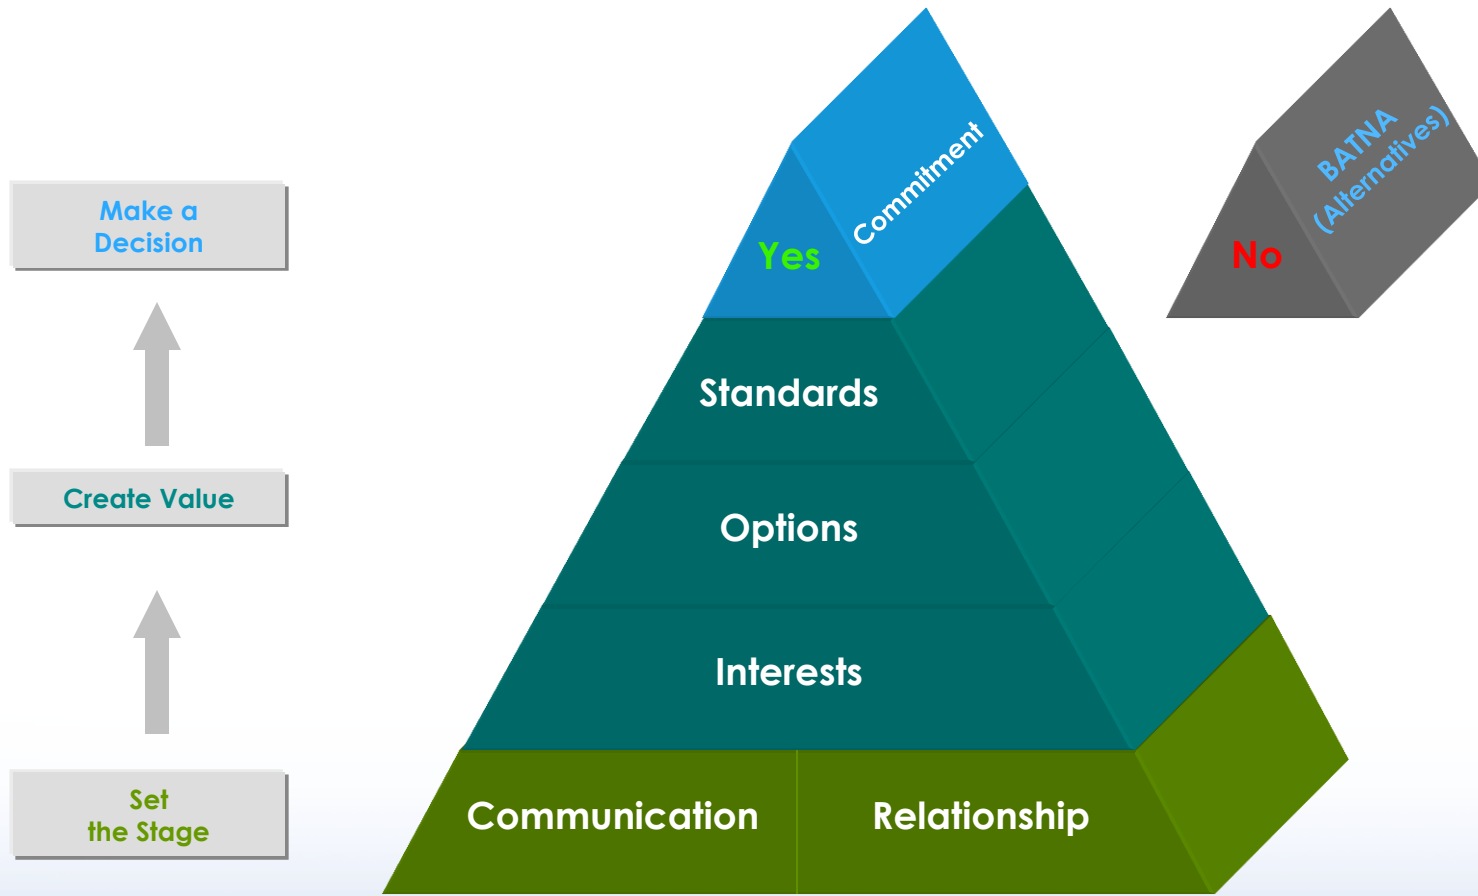 Make a
Decision
Create Value
Set
the Stage
Commitment
Yes
Standards
Options
Interests
Communication
Relationship
BATNA
(Alternatives)
No